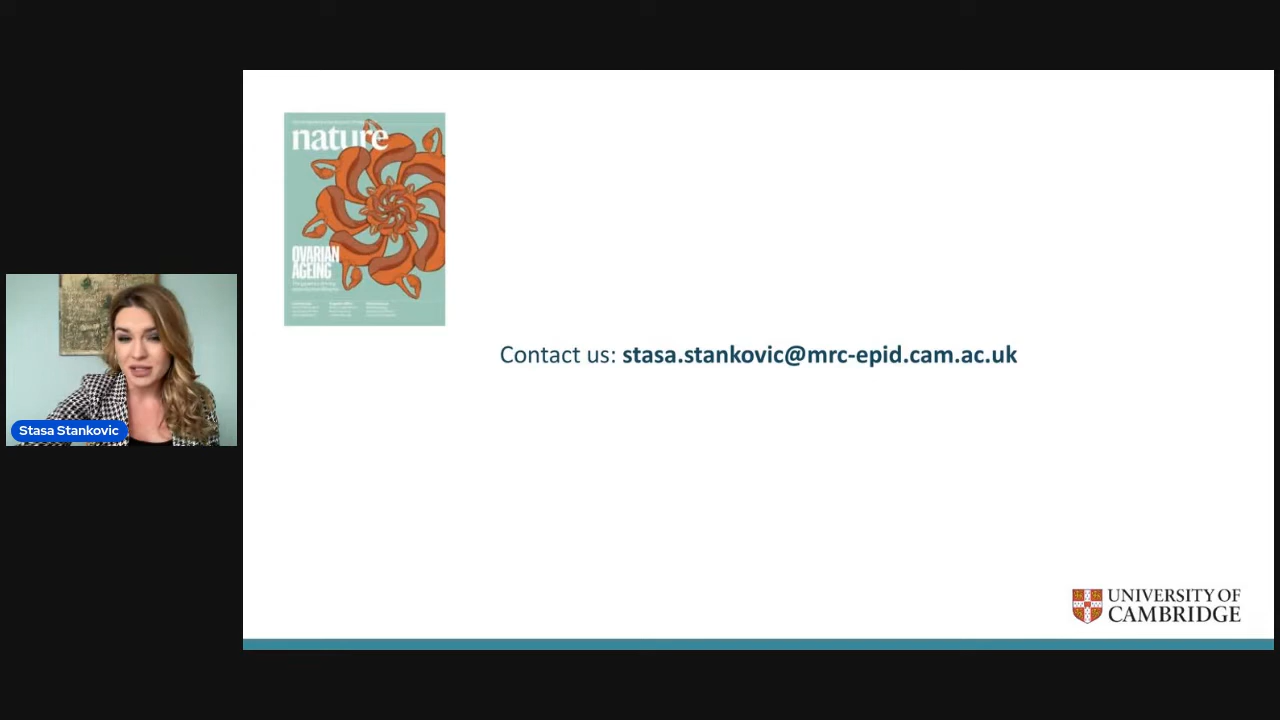 nature
OVARIAN
AGEING
Contact us: stasa.stankovic@mrc-epid.cam.ac.uk
Stasa Stankovic
UNIVERSITY OF
CAMBRIDGE